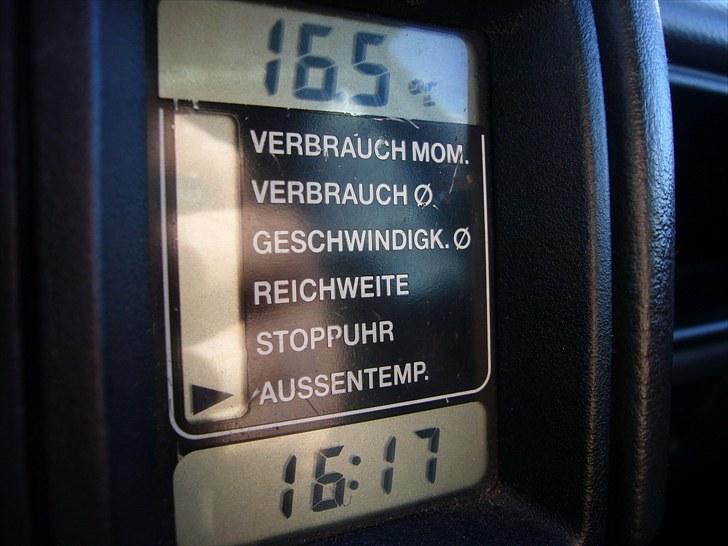 16.5 °C
VERBRAUCH MOM.
VERBRAUCH Ø
GESCHWINDIGK. Ø
REICHWEITE
STOPPUHR
AUSSENTEMP.
16:17